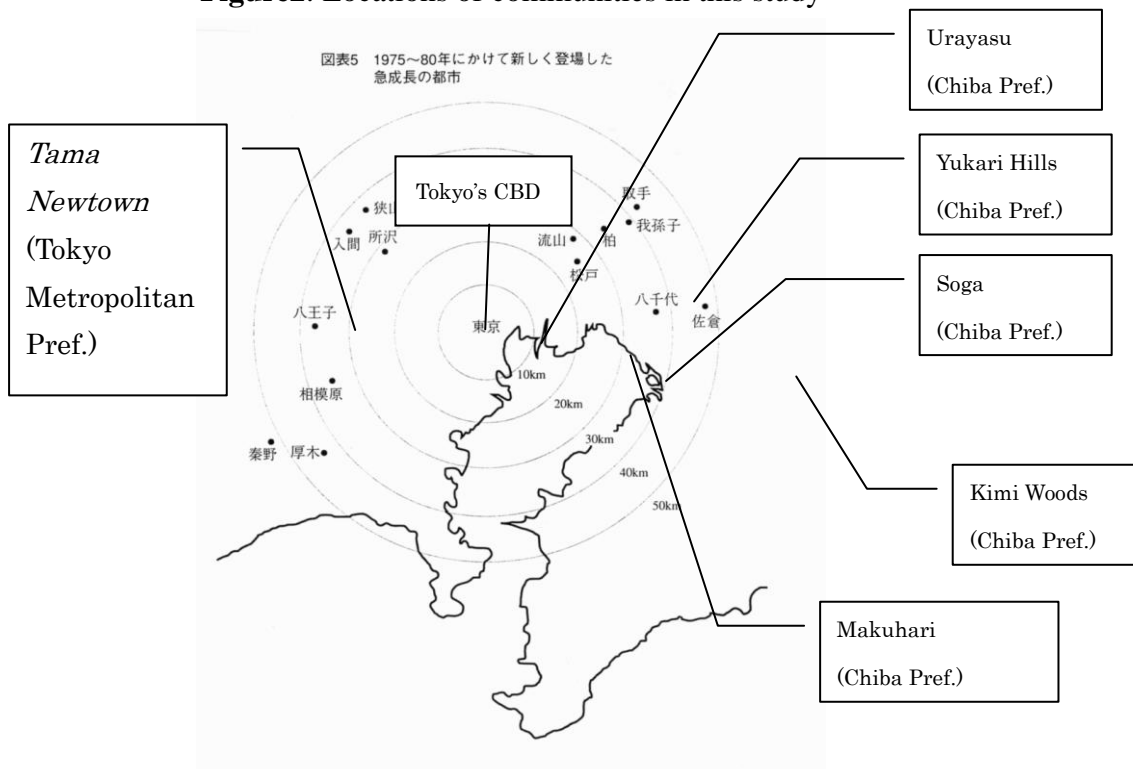 Figure2. Locations of communities in this study
図表5 1975～80年にかけて新しく登場した
急成長の都市
Urayasu
(Chiba Pref.)
Tama
Newtown
(Tokyo
Metropolitan
Pref.)
Tokyo's CBD
Yukari Hills
(Chiba Pref.)
取手
我孫子
柏
流山
松戸
狭山
入間
所沢
Soga
(Chiba Pref.)
八千代
佐倉
八王子
東京
相模原
10km
20km
30km
40km
50km
秦野
厚木
Kimi Woods
(Chiba Pref.)
Makuhari
(Chiba Pref.)